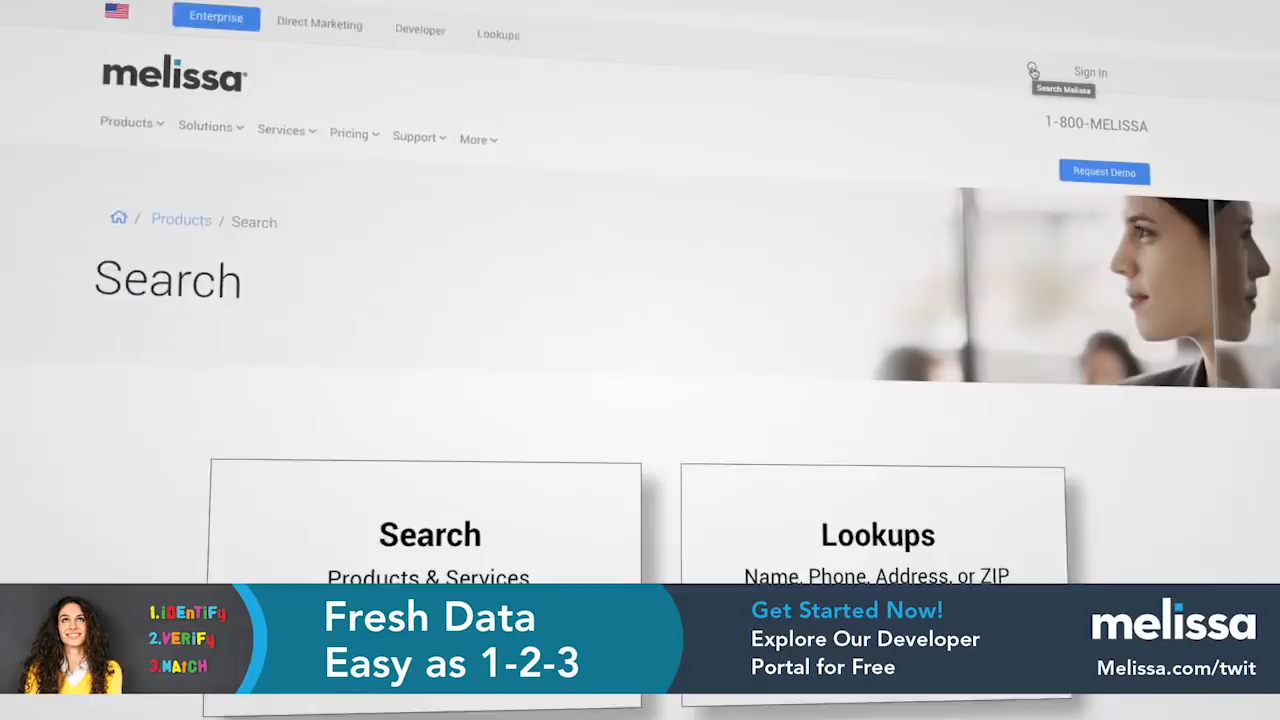 Enterprise Direct Marketing Developer Lookups
melissa
Sign In
Search Melissa
1-800-MELISSA
Products Solutions Services Pricing Support More
Request Demo
/ Products / Search
Search
Search
Products & Services
Lookups
Name, Phone, Address, or ZIP
1.iDEnTiFy
2.VERiFy
3.MAtCH
Fresh Data
Easy as 1-2-3
Get Started Now!
Explore Our Developer
Portal for Free
melissa
Melissa.com/twit